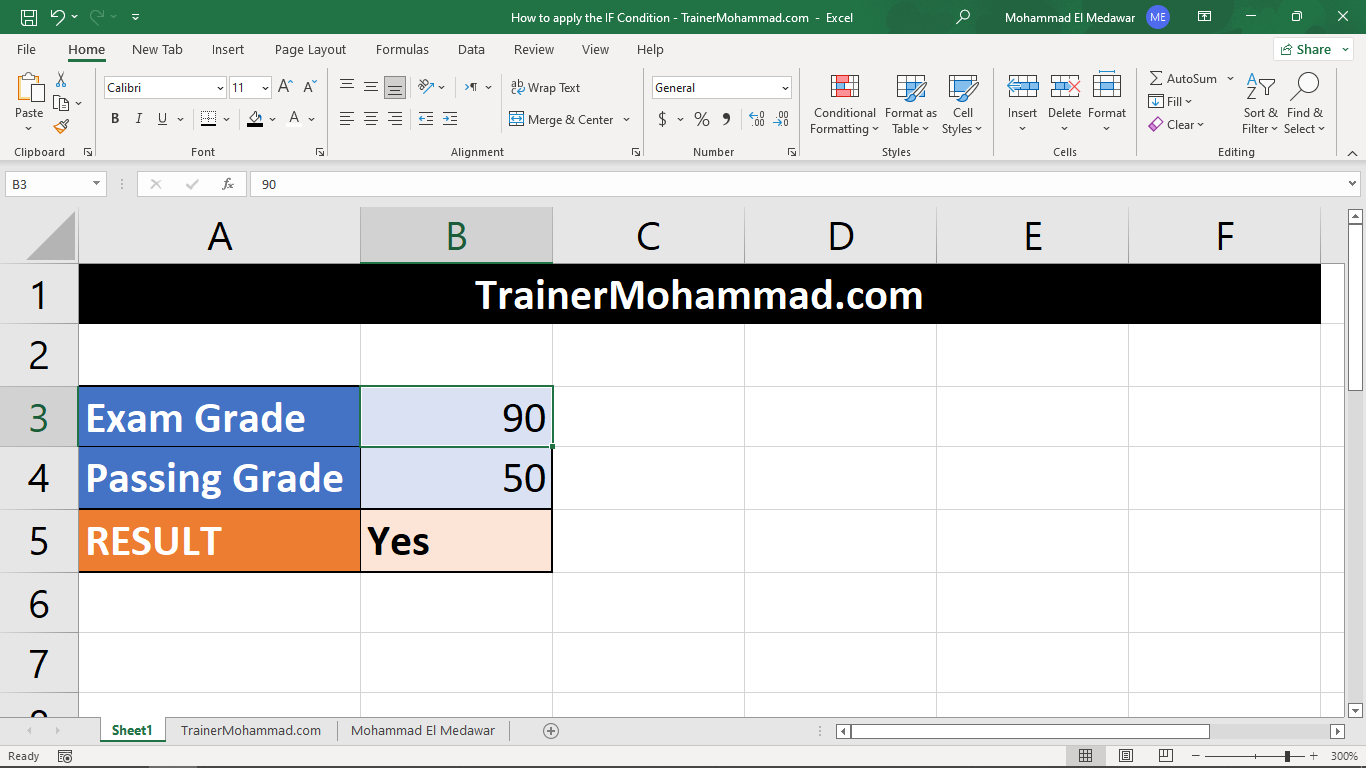 How to apply the IF Condition - TrainerMohammad.com - Excel
Mohammad El Medawar ME
File Home New Tab Insert Page Layout Formulas Data Review View Help Share
Paste
Calibri 11
B I U A
A A
ab Wrap Text
Merge & Center
General
$ % 9 .00 .00
Conditional Formatting
Format as Table
Cell Styles
Insert Delete Format
AutoSum
Fill
Clear
Sort & Filter
Find & Select
Clipboard Font Alignment Number Styles Cells Editing
B3 fx 90
A B C D E F
1 TrainerMohammad.com
2
3 Exam Grade 90
4 Passing Grade 50
5 RESULT Yes
6
7
Sheet1 TrainerMohammad.com Mohammad El Medawar
Ready 300%